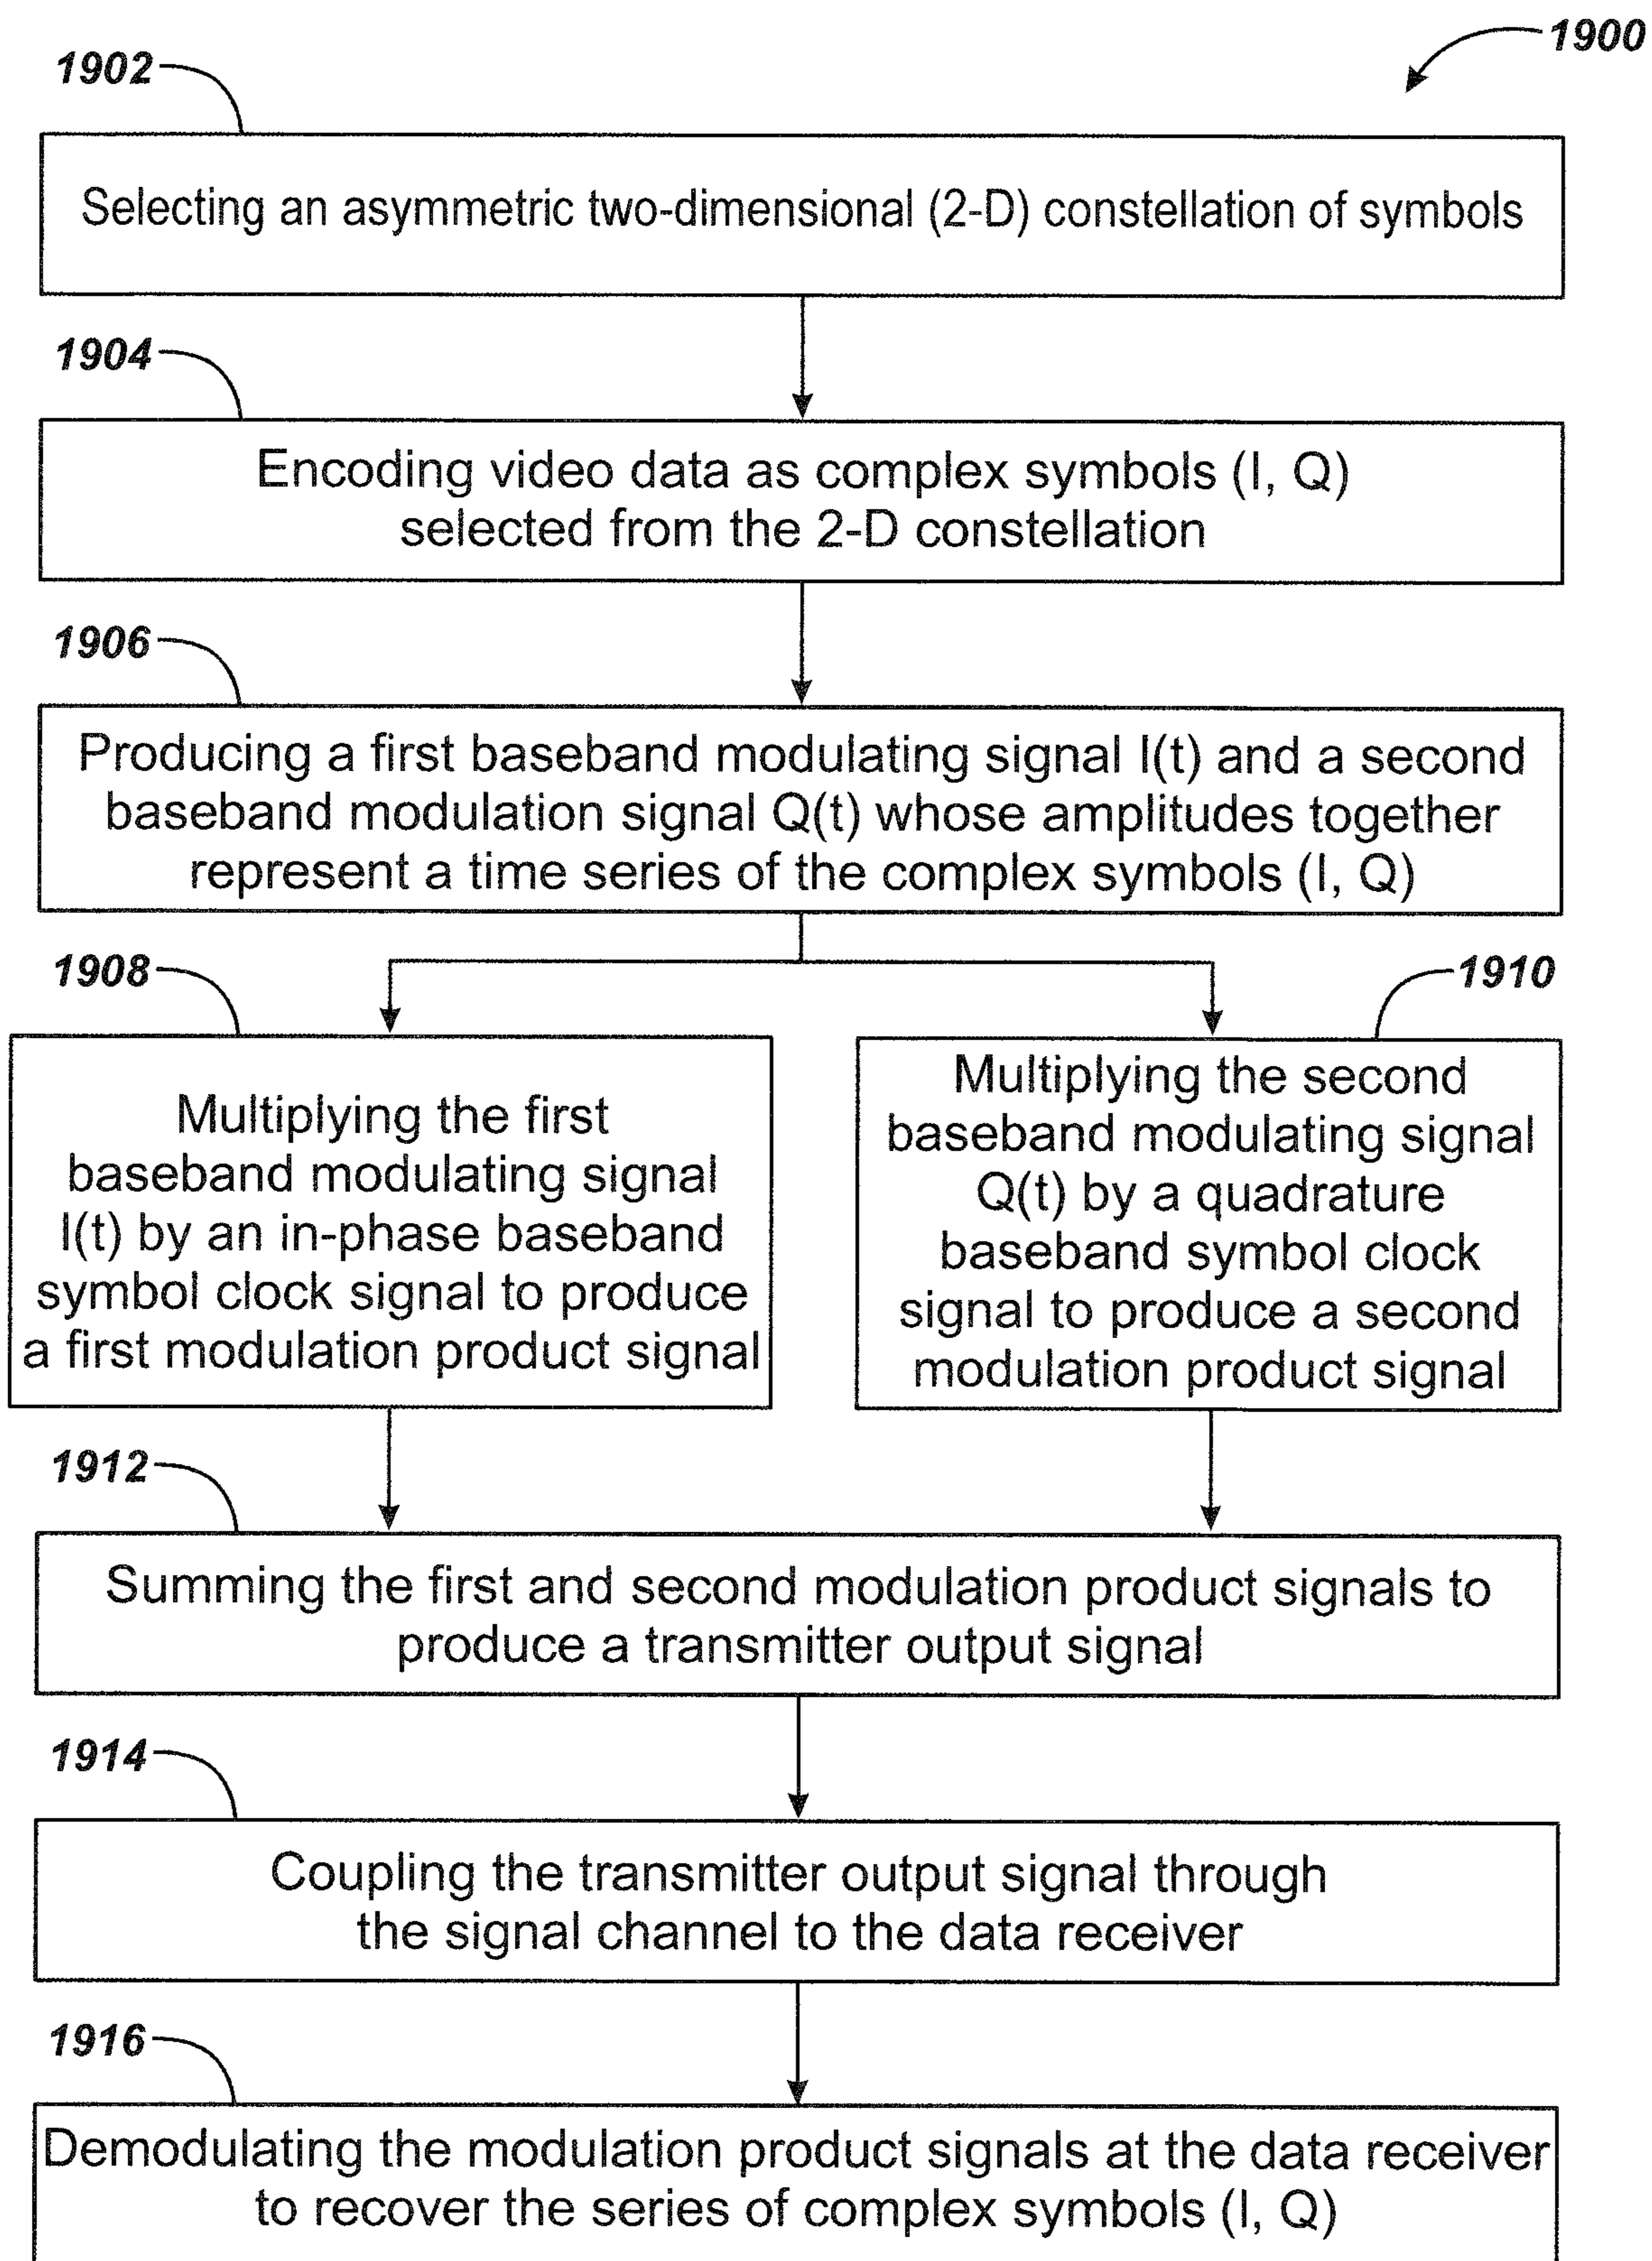 1900
1902
Selecting an asymmetric two-dimensional (2-D) constellation of symbols
1904
Encoding video data as complex symbols (I, Q)
selected from the 2-D constellation
1906
Producing a first baseband modulating signal I(t) and a second
baseband modulation signal Q(t) whose amplitudes together
represent a time series of the complex symbols (I, Q)
1908
Multiplying the first
baseband modulating signal
I(t) by an in-phase baseband
symbol clock signal to produce
a first modulation product signal
1910
Multiplying the second
baseband modulating signal
Q(t) by a quadrature
baseband symbol clock
signal to produce a second
modulation product signal
1912
Summing the first and second modulation product signals to
produce a transmitter output signal
1914
Coupling the transmitter output signal through
the signal channel to the data receiver
1916
Demodulating the modulation product signals at the data receiver
to recover the series of complex symbols (I, Q)